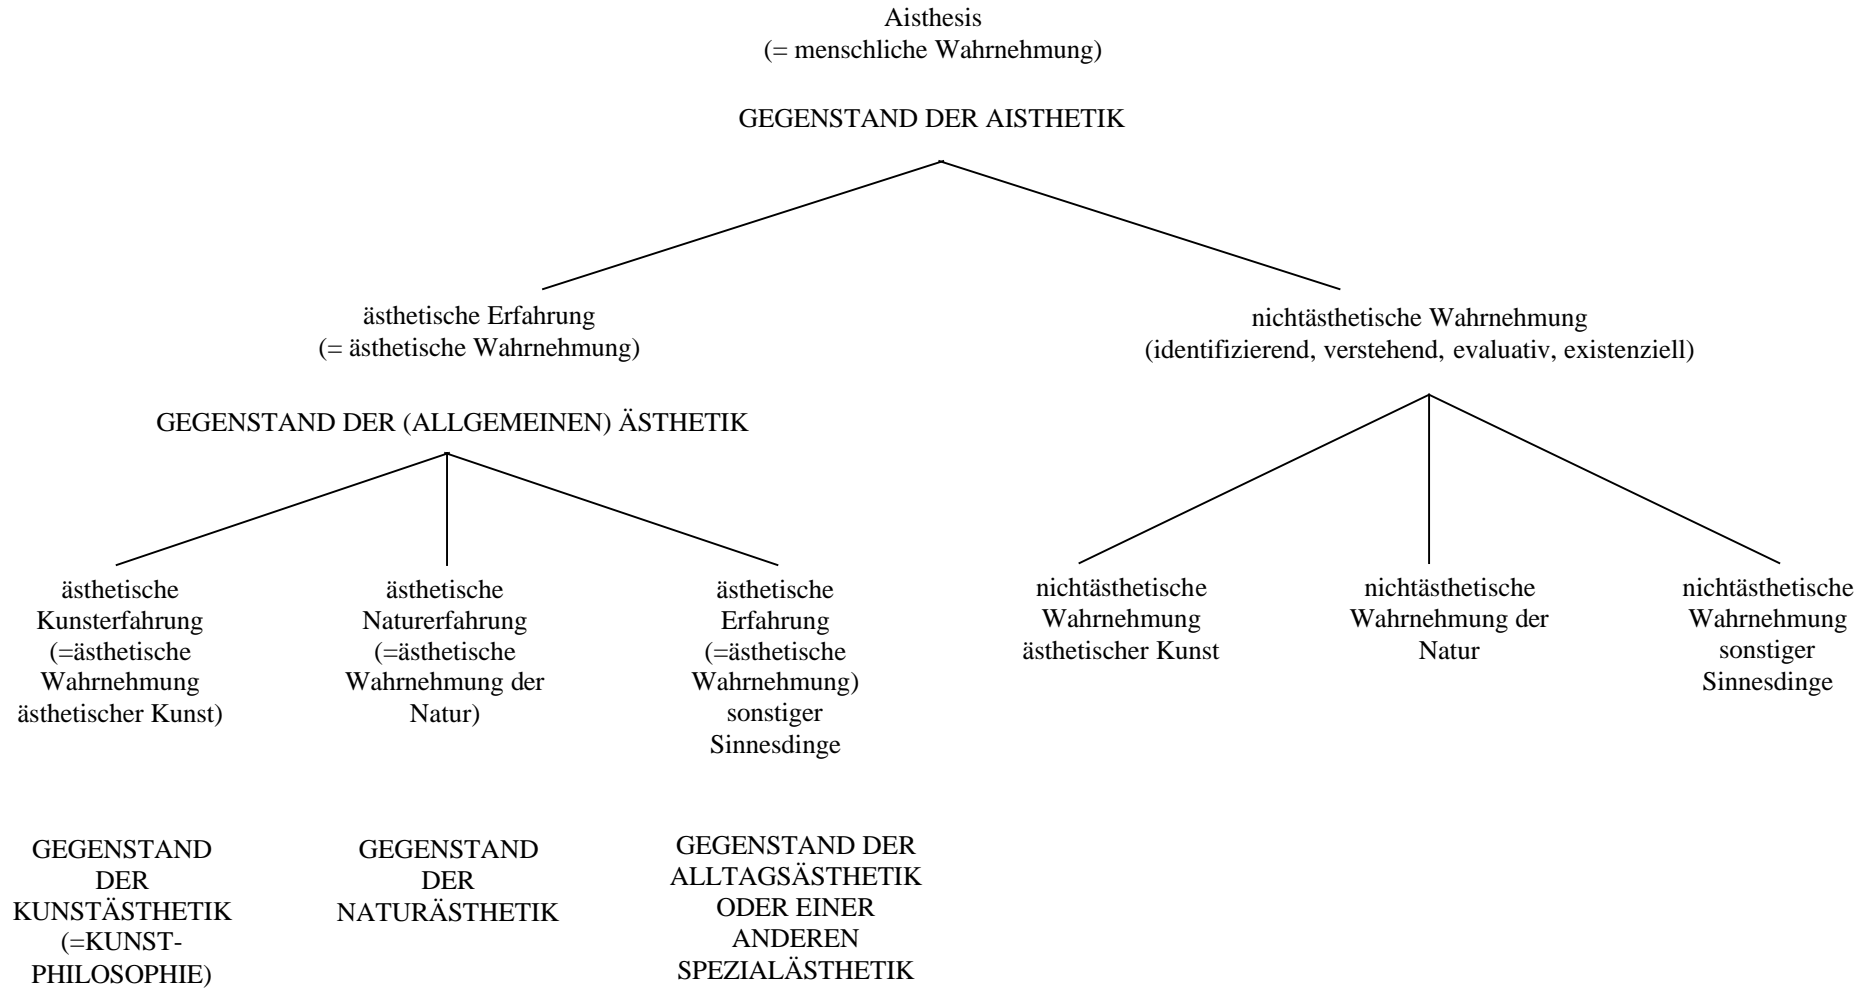 Aisthesis
(= menschliche Wahrnehmung)
GEGENSTAND DER AISTHETIK
ästhetische Erfahrung
(= ästhetische Wahrnehmung)
GEGENSTAND DER (ALLGEMEINEN) ÄSTHETIK
nichtästhetische Wahrnehmung
(identifizierend, verstehend, evaluativ, existenziell)
ästhetische
Kunsterfahrung
(=ästhetische
Wahrnehmung
ästhetischer Kunst)
ästhetische
Naturerfahrung
(=ästhetische
Wahrnehmung der
Natur)
ästhetische
Erfahrung
(=ästhetische
Wahrnehmung)
sonstiger
Sinnesdinge
nichtästhetische
Wahrnehmung
ästhetischer Kunst
nichtästhetische
Wahrnehmung der
Natur
nichtästhetische
Wahrnehmung
sonstiger
Sinnesdinge
GEGENSTAND
DER
KUNSTÄSTHETIK
(=KUNST-
PHILOSOPHIE)
GEGENSTAND
DER
NATURÄSTHETIK
GEGENSTAND DER
ALLTAGSÄSTHETIK
ODER EINER
ANDEREN
SPEZIALÄSTHETIK